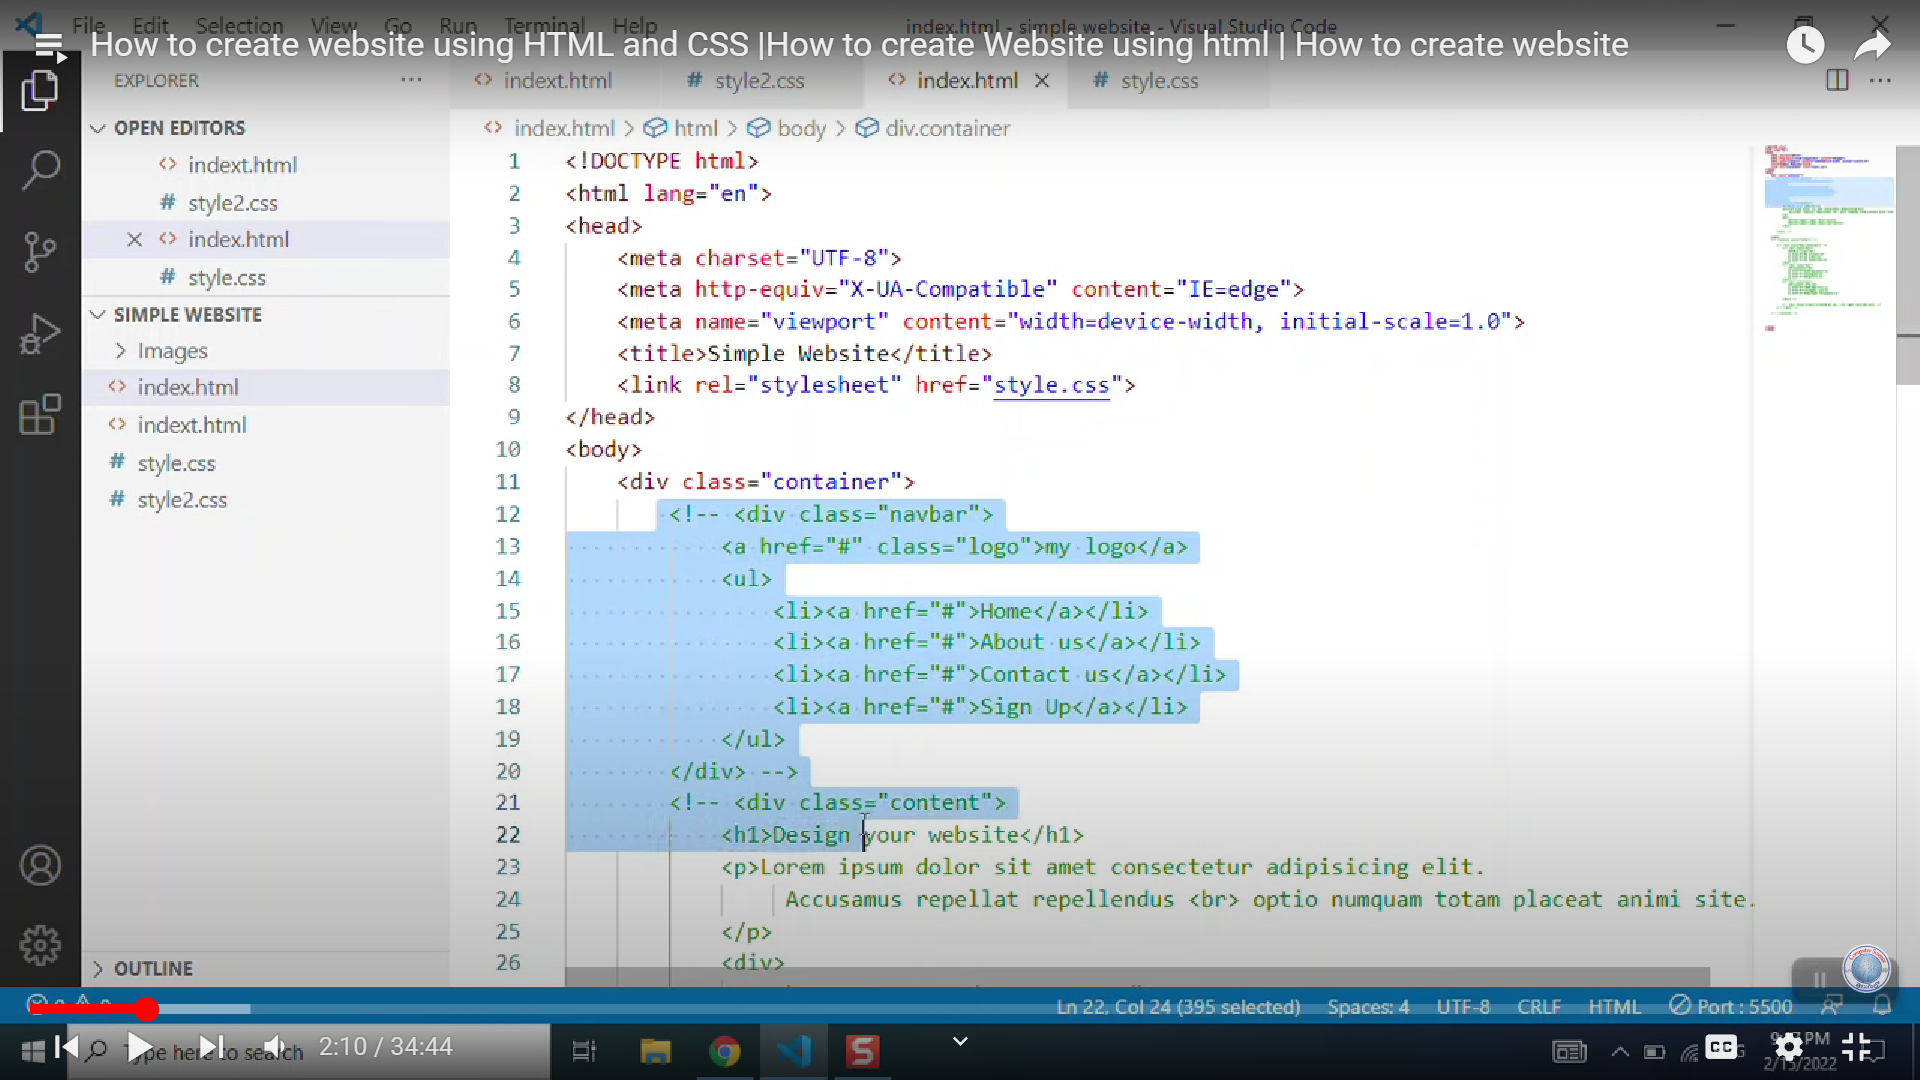 File Edit Selection View Go Run Terminal Help index.html - simple website - Visual Studio Code
How to create website using HTML and CSS |How to create Website using html | How to create website
EXPLORER ··· <> indext.html # style2.css <> index.html # style.css ···
OPEN EDITORS
<> indext.html
# style2.css
<> index.html
# style.css
SIMPLE WEBSITE
Images
<> index.html
<> indext.html
# style.css
# style2.css
OUTLINE
<> index.html > html > body > div.container
1 <!DOCTYPE html>
2 <html lang="en">
3 <head>
4 <meta charset="UTF-8">
5 <meta http-equiv="X-UA-Compatible" content="IE=edge">
6 <meta name="viewport" content="width=device-width, initial-scale=1.0">
7 <title>Simple Website</title>
8 <link rel="stylesheet" href="style.css">
9 </head>
10 <body>
11 <div class="container">
12 <!-- <div class="navbar">
13 <a href="#" class="logo">my logo</a>
14 <ul>
15 <li><a href="#">Home</a></li>
16 <li><a href="#">About us</a></li>
17 <li><a href="#">Contact us</a></li>
18 <li><a href="#">Sign Up</a></li>
19 </ul>
20 </div> -->
21 <!-- <div class="content">
22 <h1>Design your website</h1>
23 <p>Lorem ipsum dolor sit amet consectetur adipisicing elit.
24 Accusamus repellat repellendus <br> optio numquam totam placeat animi site.
25 </p>
26 <div>
Ln 22, Col 24 (395 selected) Spaces: 4 UTF-8 CRLF HTML Port : 5500
Type here to search 2:10 / 34:44 CC PM
2/15/2022